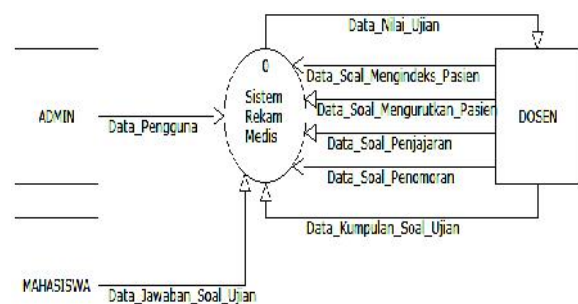 Data_Nilai_Ujian
0
Sistem
Rekam
Medis
Data_Soal_Mengindeks_Pasien
Data_Soal_Mengurutkan_Pasien
Data_Soal_Penjajaran
Data_Soal_Penomoran
Data_Kumpulan_Soal_Ujian
DOSEN
ADMIN
Data_Pengguna
MAHASISWA
Data_Jawaban_Soal_Ujian